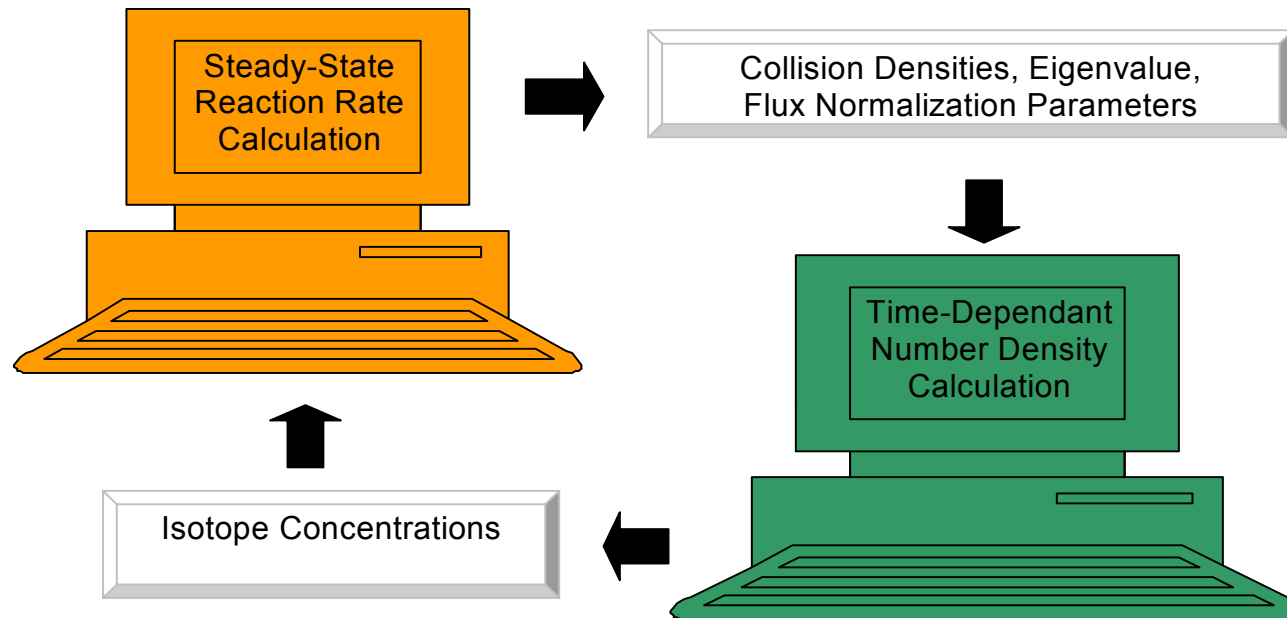 Steady-State
Reaction Rate
Calculation
Collision Densities, Eigenvalue,
Flux Normalization Parameters
Time-Dependant
Number Density
Calculation
Isotope Concentrations